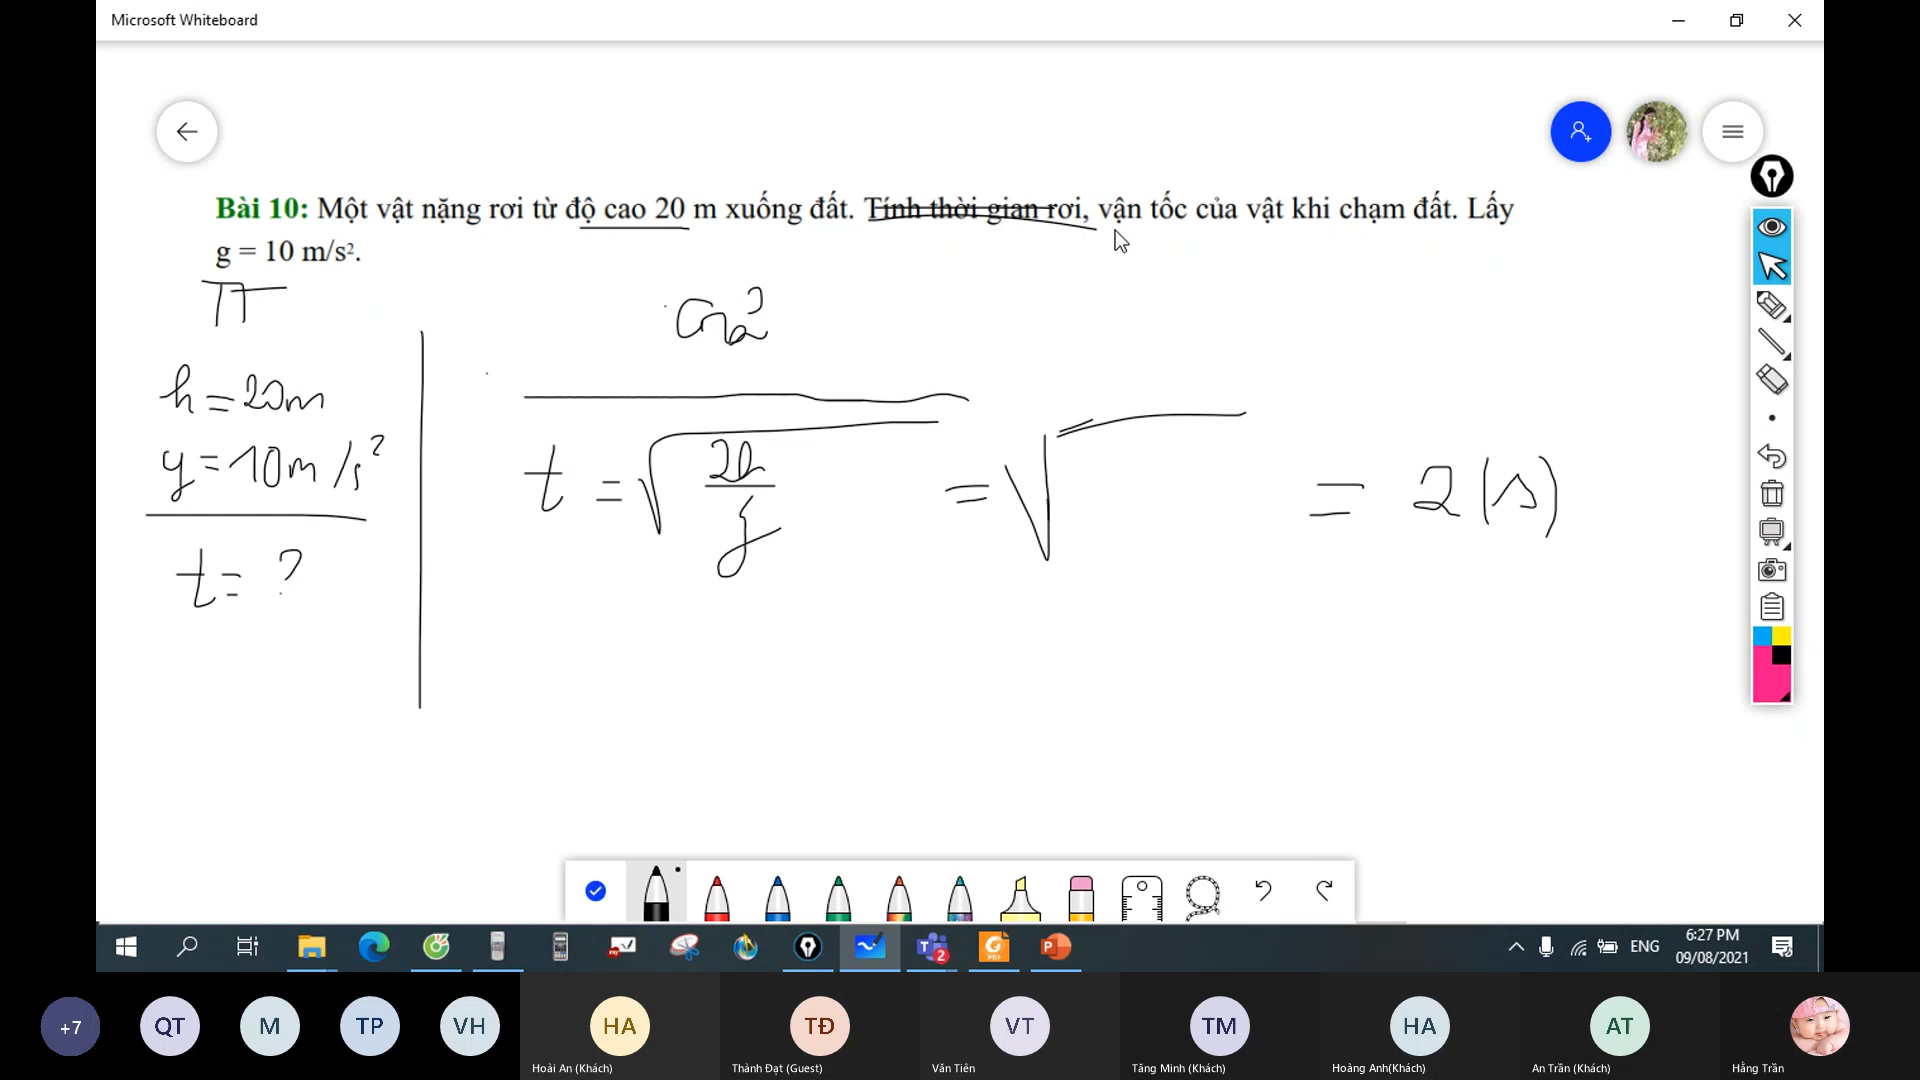 Microsoft Whiteboard
Bài 10: Một vật nặng rơi từ độ cao 20 m xuống đất. Tính thời gian rơi, vận tốc của vật khi chạm đất. Lấy
g = 10 m/s².
TT
h = 20m
g = 10m/s²
t = ?
t = √(2h/g) = √ = 2 (s)
T 2
G PDF
P
ENG
6:27 PM
09/08/2021
+7
QT
M
TP
VH
HA
TĐ
VT
TM
HA
AT
Hoài An (Khách)
Thành Đạt (Guest)
Văn Tiên
Tăng Minh (Khách)
Hoàng Anh(Khách)
An Trần (Khách)
Hằng Trần